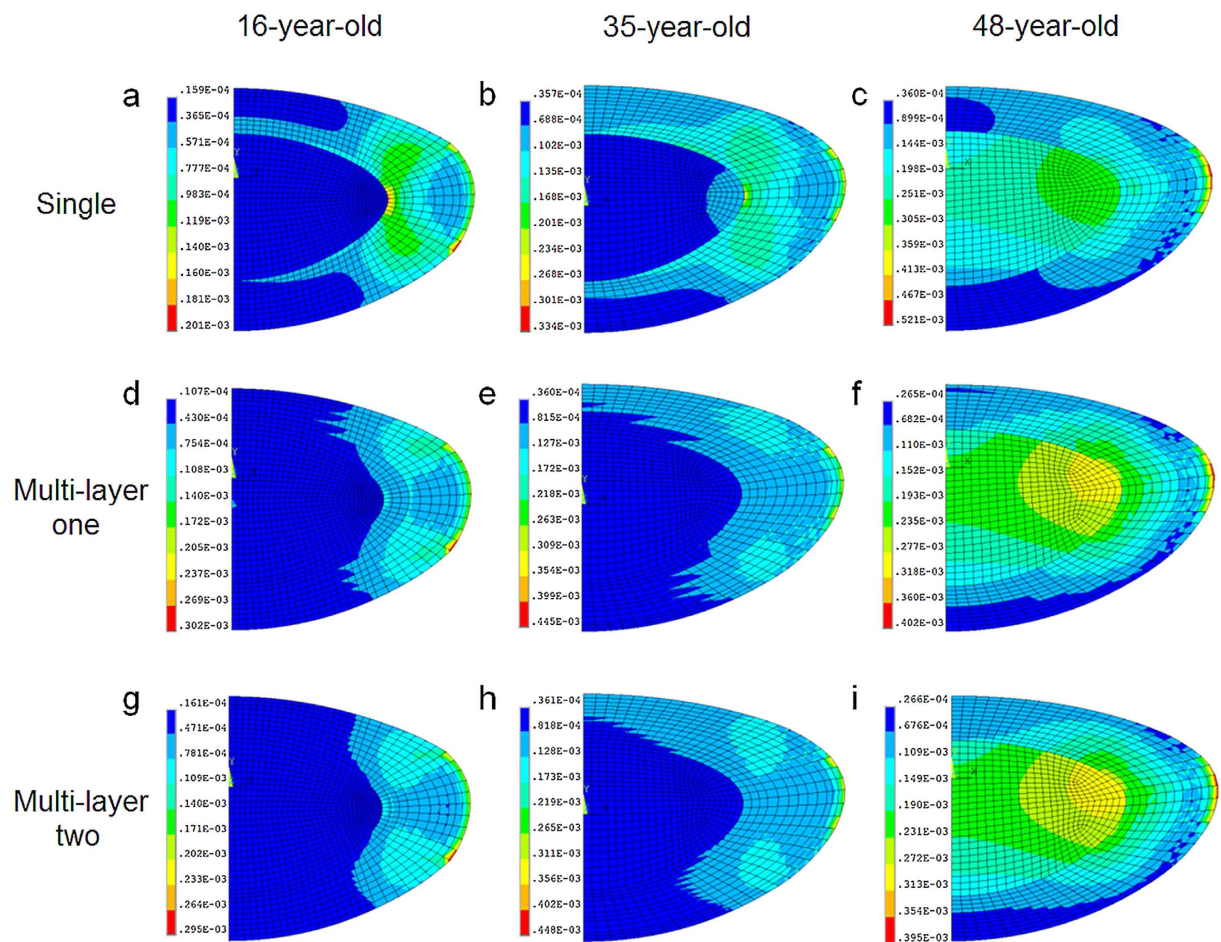 16-year-old
35-year-old
48-year-old
Single
a
.159E-04
.365E-04
.571E-04
.777E-04
.983E-04
.119E-03
.140E-03
.160E-03
.181E-03
.201E-03
Y
b
.357E-04
.688E-04
.102E-03
.135E-03
.168E-03
.201E-03
.234E-03
.268E-03
.301E-03
.334E-03
Y
c
.360E-04
.899E-04
.144E-03
.198E-03
.251E-03
.305E-03
.359E-03
.413E-03
.467E-03
.521E-03
X
Multi-layer
one
d
.107E-04
.430E-04
.754E-04
.108E-03
.140E-03
.172E-03
.205E-03
.237E-03
.269E-03
.302E-03
Y
e
.360E-04
.815E-04
.127E-03
.172E-03
.218E-03
.263E-03
.309E-03
.354E-03
.399E-03
.445E-03
Y
f
.265E-04
.682E-04
.110E-03
.152E-03
.193E-03
.235E-03
.277E-03
.318E-03
.360E-03
.402E-03
X
Multi-layer
two
g
.161E-04
.471E-04
.781E-04
.109E-03
.140E-03
.171E-03
.202E-03
.233E-03
.264E-03
.295E-03
Y
h
.361E-04
.818E-04
.128E-03
.173E-03
.219E-03
.265E-03
.311E-03
.356E-03
.402E-03
.448E-03
Y
i
.266E-04
.676E-04
.109E-03
.149E-03
.190E-03
.231E-03
.272E-03
.313E-03
.354E-03
.395E-03
X